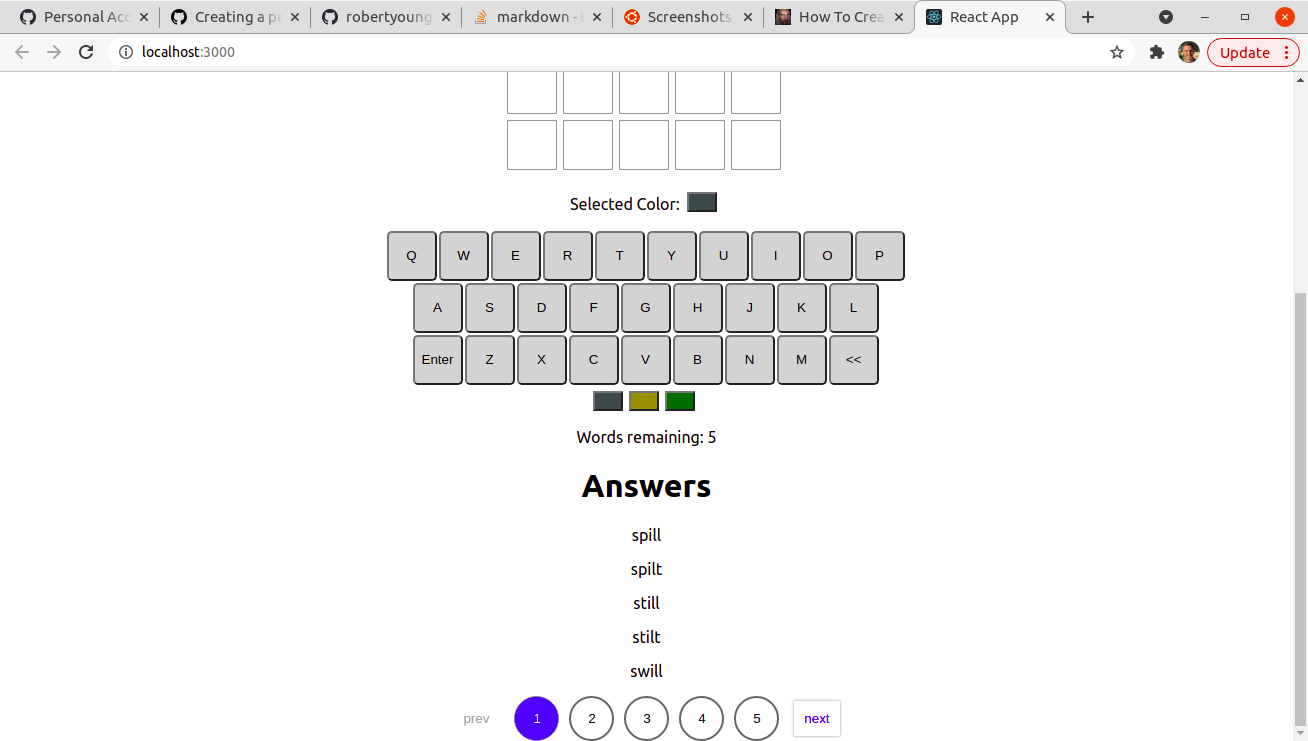 Personal Acc
Creating a pe
robertyoung
markdown -
Screenshots
How To Crea
React App
localhost:3000
Update
Selected Color:
Q W E R T Y U I O P
A S D F G H J K L
Enter Z X C V B N M <<
Words remaining: 5
Answers
spill
spilt
still
stilt
swill
prev 1 2 3 4 5 next